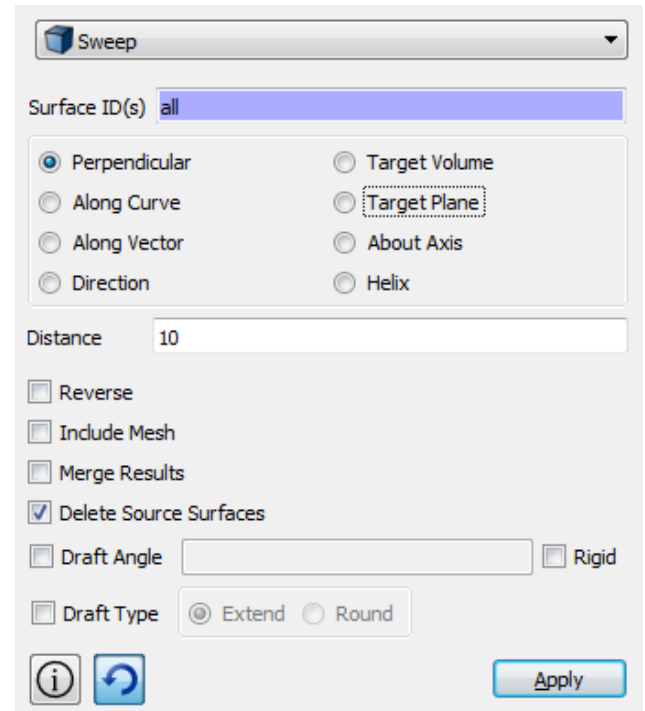 Sweep
Surface ID(s) all
Perpendicular Target Volume
Along Curve Target Plane
Along Vector About Axis
Direction Helix
Distance 10
Reverse
Include Mesh
Merge Results
Delete Source Surfaces
Draft Angle Rigid
Draft Type Extend Round
Apply